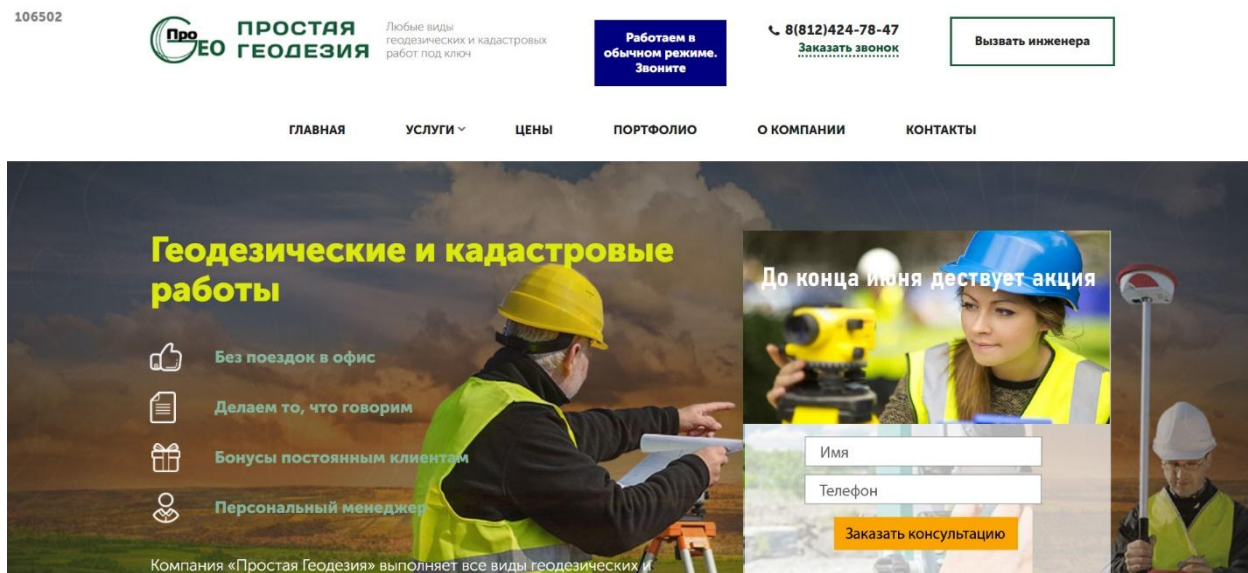 106502
Про
ГЕО
ПРОСТАЯ
ГЕОДЕЗИЯ
Любые виды
геодезических и кадастровых
работ под ключ
Работаем в
обычном режиме.
Звоните
8(812)424-78-47
Заказать звонок
Вызвать инженера
ГЛАВНАЯ
УСЛУГИ
ЦЕНЫ
ПОРТФОЛИО
О КОМПАНИИ
КОНТАКТЫ
Геодезические и кадастровые
работы
Без поездок в офис
Делаем то, что говорим
Бонусы постоянным клиентам
Персональный менеджер
Компания «Простая Геодезия» выполняет все виды геодезических и
До конца июня дествует акция
Имя
Телефон
Заказать консультацию